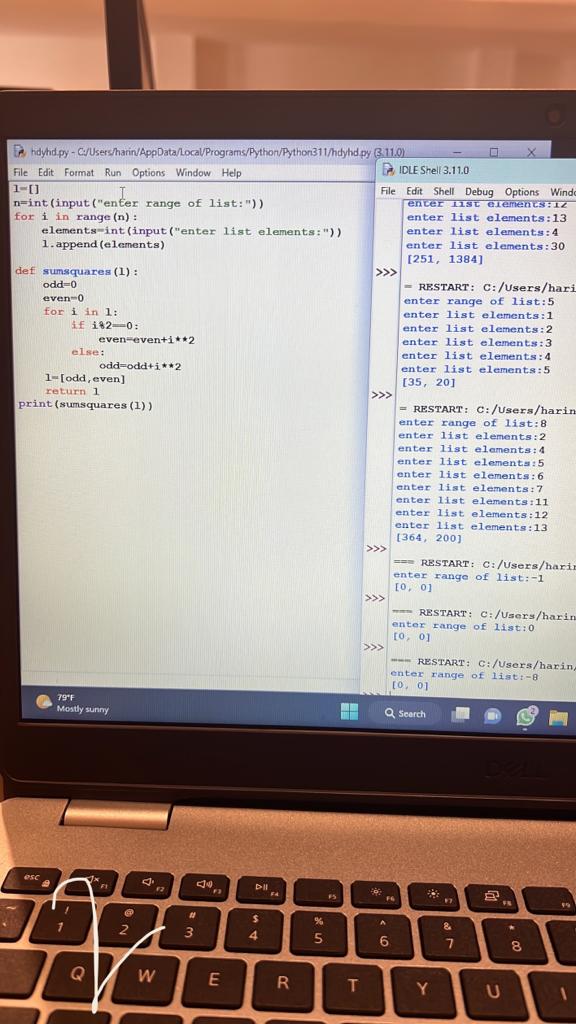 hdyhd.py - C:/Users/harin/AppData/Local/Programs/Python/Python311/hdyhd.py (3.11.0)
File Edit Format Run Options Window Help
l=[]
n=int(input("enter range of list:"))
for i in range(n):
    elements=int(input("enter list elements:"))
    l.append(elements)
def sumsquares(l):
    odd=0
    even=0
    for i in l:
        if i%2==0:
            even=even+i**2
        else:
            odd=odd+i**2
    l=[odd,even]
    return l
print(sumsquares(l))
IDLE Shell 3.11.0
File Edit Shell Debug Options Windo
enter list elements:12
enter list elements:13
enter list elements:4
enter list elements:30
[251, 1384]
>>>
= RESTART: C:/Users/hari
enter range of list:5
enter list elements:1
enter list elements:2
enter list elements:3
enter list elements:4
enter list elements:5
[35, 20]
>>>
= RESTART: C:/Users/harin
enter range of list:8
enter list elements:2
enter list elements:4
enter list elements:5
enter list elements:6
enter list elements:7
enter list elements:11
enter list elements:12
enter list elements:13
[364, 200]
>>>
=== RESTART: C:/Users/harin
enter range of list:-1
[0, 0]
>>>
=== RESTART: C:/Users/harin
enter range of list:0
[0, 0]
>>>
=== RESTART: C:/Users/harin/
enter range of list:-8
[0, 0]
>>>
79°F
Mostly sunny
Search
2
DELL
esc F1 F2 F3 F4 F5 F6 F7 F8 F9
~ ! @ # $ % ^ & *
1 2 3 4 5 6 7 8
Q W E R T Y U I